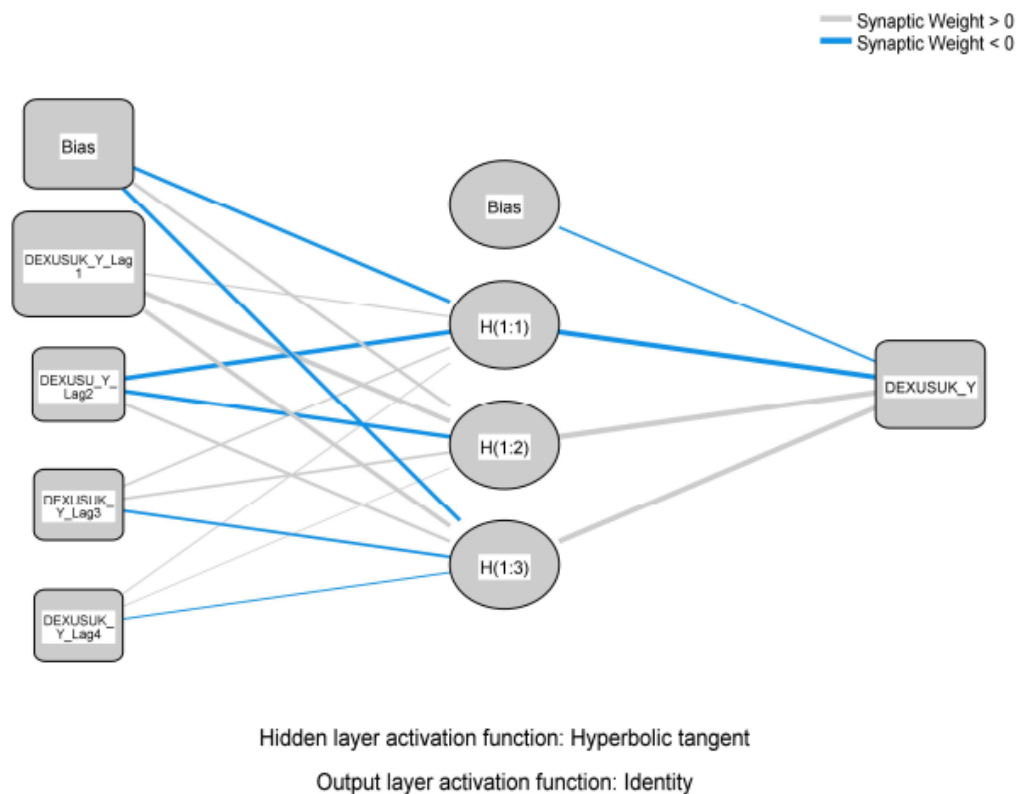 Synaptic Weight > 0
Synaptic Weight < 0
Bias
DEXUSUK_Y_Lag
1
DEXUSU_Y_
Lag2
DEXUSUK_
Y_Lag3
DEXUSUK_
Y_Lag4
Bias
H(1:1)
H(1:2)
H(1:3)
DEXUSUK_Y
Hidden layer activation function: Hyperbolic tangent
Output layer activation function: Identity